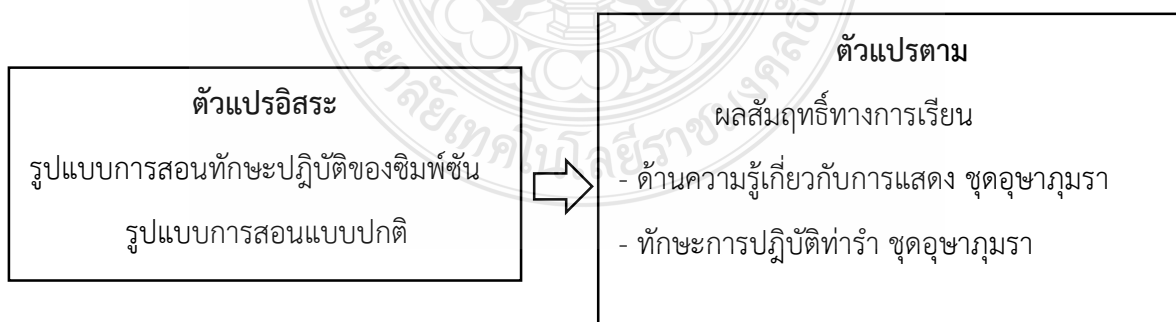 ตัวแปรอิสระ
รูปแบบการสอนทักษะปฎิบัติของซิมพ์ซัน
รูปแบบการสอนแบบปกติ
ตัวแปรตาม
ผลสัมฤทธิ์ทางการเรียน
- ด้านความรู้เกี่ยวกับการแสดง ชุดอุษาภุมรา
- ทักษะการปฎิบัติท่ารำ ชุดอุษาภุมรา